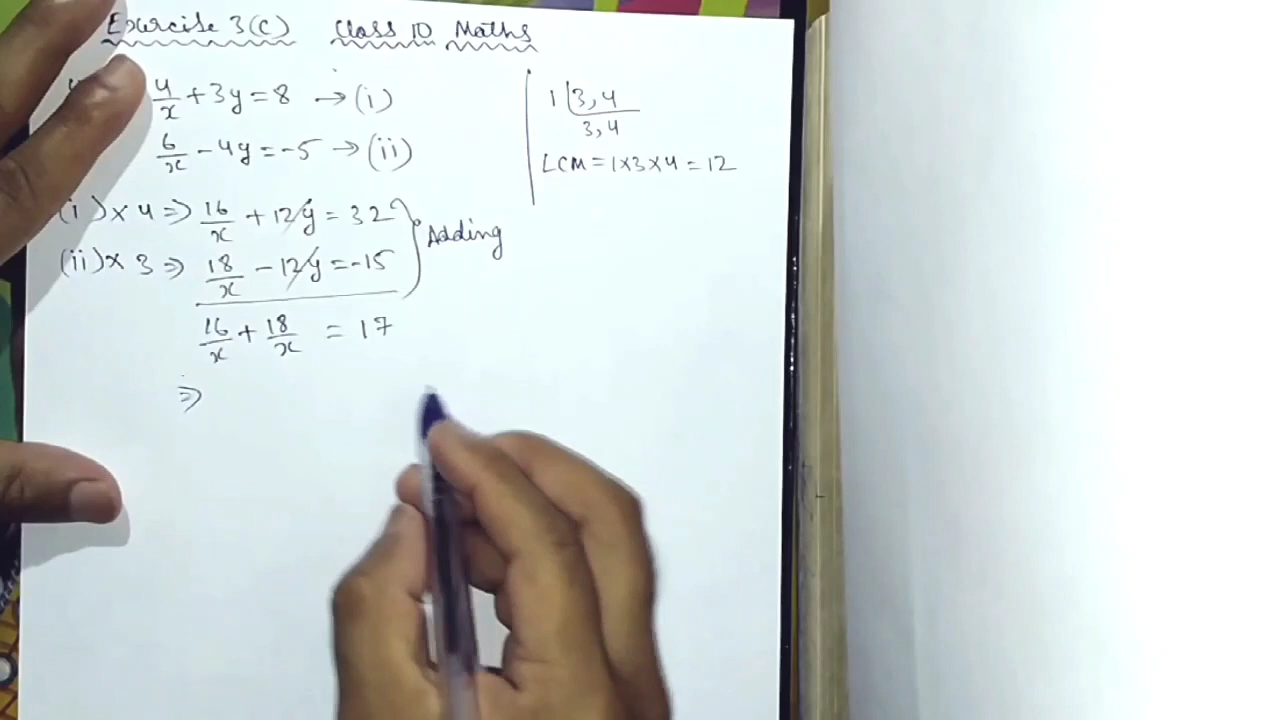 Exercise 3(C) Class 10 Maths
4/x + 3y = 8 → (i)
6/x - 4y = -5 → (ii)
1 | 3, 4
3, 4
LCM = 1 × 3 × 4 = 12
(i) × 4 ⇒ 16/x + 12y = 32
(ii) × 3 ⇒ 18/x - 12y = -15
Adding
16/x + 18/x = 17
⇒